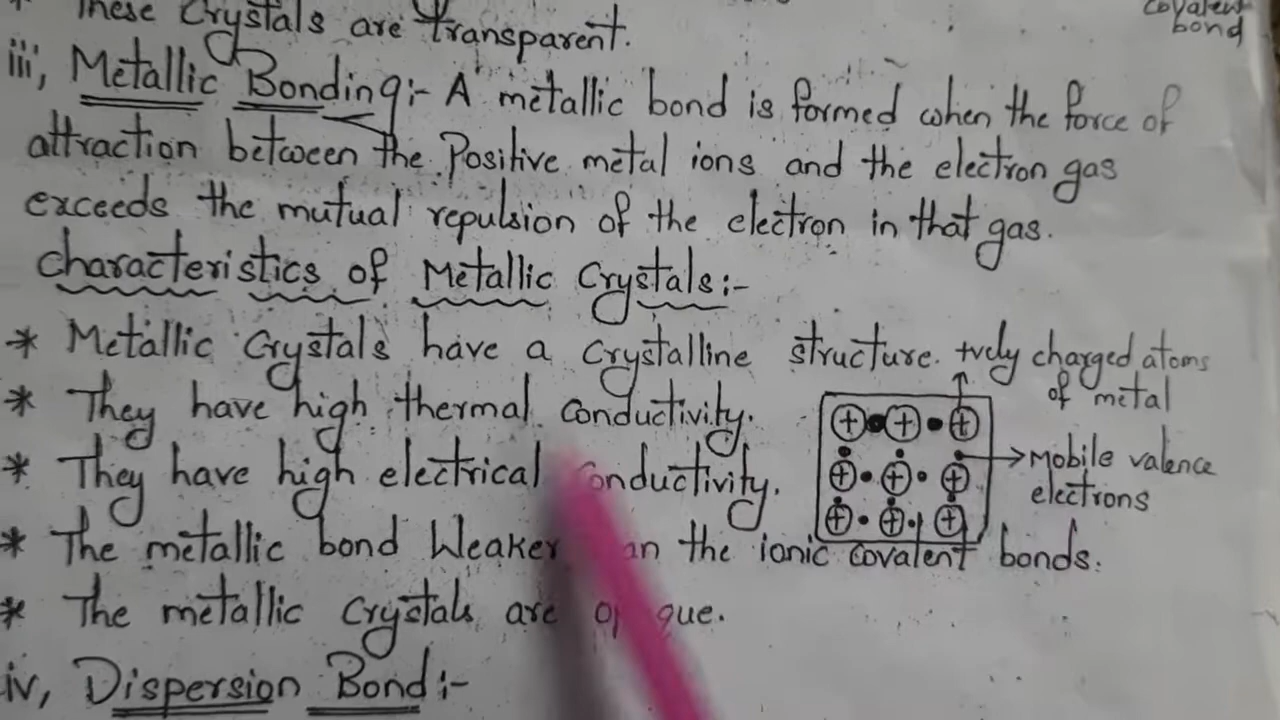 * These Crystals are transparent.
covalent
bond
iii, Metallic Bonding:- A metallic bond is formed when the force of
attraction between the Positive metal ions and the electron gas
exceeds the mutual repulsion of the electron in that gas.
Characteristics of Metallic Crystals:-
* Metallic Crystals have a crystalline structure.
+vely charged atoms
of metal
* They have high thermal conductivity.
* They have high electrical conductivity.
Mobile valence
electrons
* The metallic bond Weaker the ionic covalent bonds.
* The metallic Crystals are
iv, Dispersion Bond:-